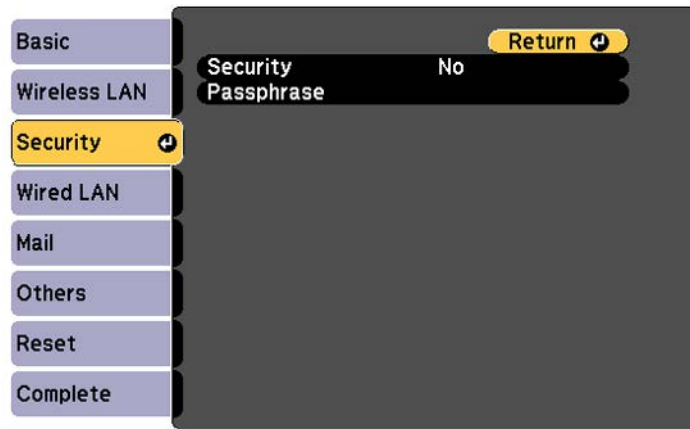 Basic
Wireless LAN
Security
Wired LAN
Mail
Others
Reset
Complete
Return
Security No
Passphrase